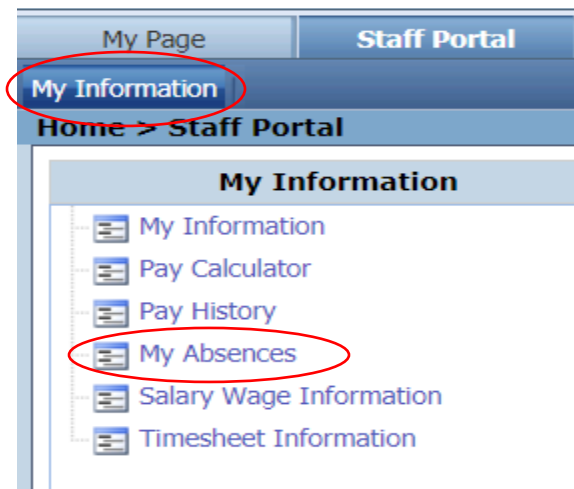 My Page Staff Portal
My Information
Home > Staff Portal
My Information
My Information
Pay Calculator
Pay History
My Absences
Salary Wage Information
Timesheet Information